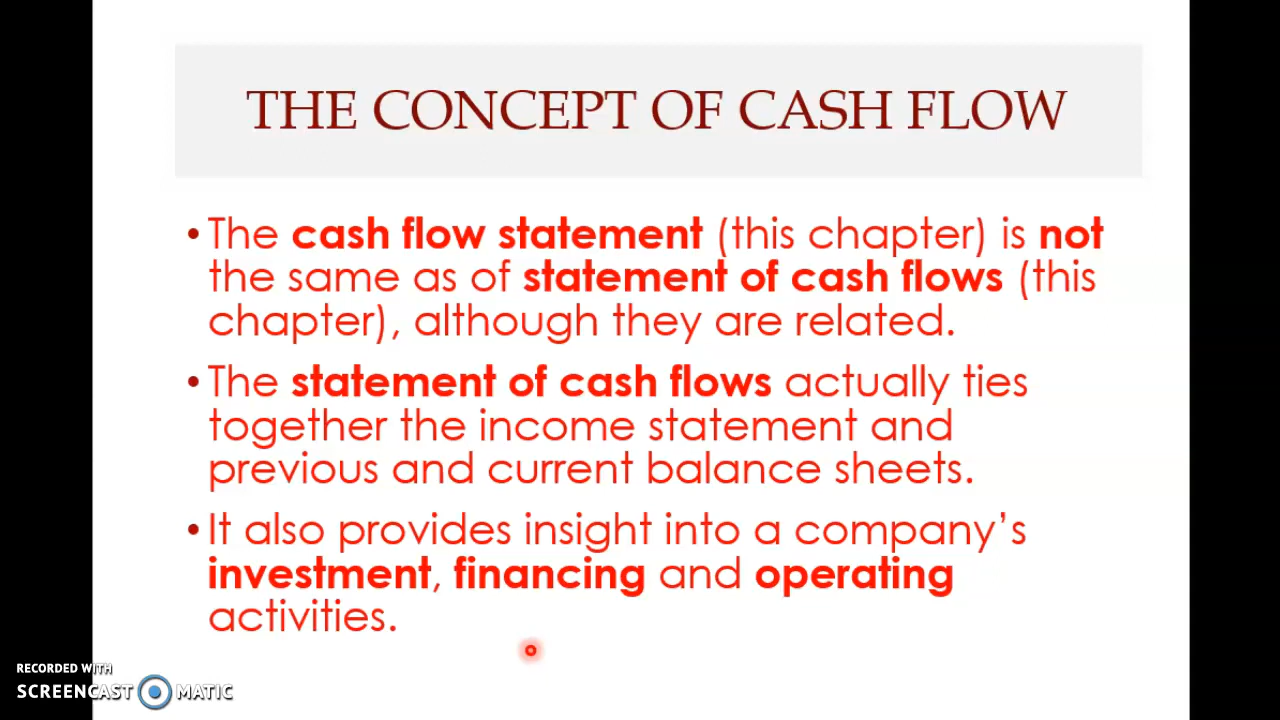 THE CONCEPT OF CASH FLOW
• The cash flow statement (this chapter) is not
the same as of statement of cash flows (this
chapter), although they are related.
• The statement of cash flows actually ties
together the income statement and
previous and current balance sheets.
• It also provides insight into a company’s
investment, financing and operating
activities.
RECORDED WITH
SCREENCAST MATIC